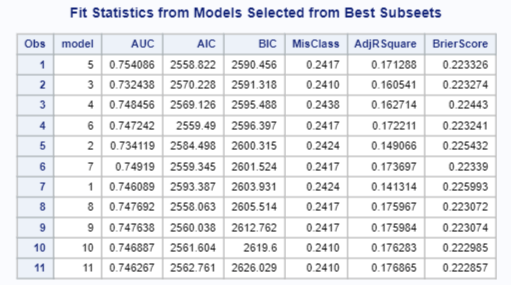 Fit Statistics from Models Selected from Best Subsets
Obs model AUC AIC BIC MisClass AdjRSquare BrierScore
1 5 0.754086 2558.822 2590.456 0.2417 0.171288 0.223326
2 3 0.732438 2570.228 2591.318 0.2410 0.160541 0.223274
3 4 0.748456 2569.126 2595.488 0.2438 0.162714 0.22443
4 6 0.747242 2559.49 2596.397 0.2417 0.172211 0.223241
5 2 0.734119 2584.498 2600.315 0.2424 0.149066 0.225432
6 7 0.74919 2559.345 2601.524 0.2417 0.173697 0.22339
7 1 0.746089 2593.387 2603.931 0.2424 0.141314 0.225993
8 8 0.747692 2558.063 2605.514 0.2417 0.175967 0.223072
9 9 0.747638 2560.038 2612.762 0.2417 0.175984 0.223074
10 10 0.746887 2561.604 2619.6 0.2410 0.176283 0.222985
11 11 0.746267 2562.761 2626.029 0.2410 0.176865 0.222857